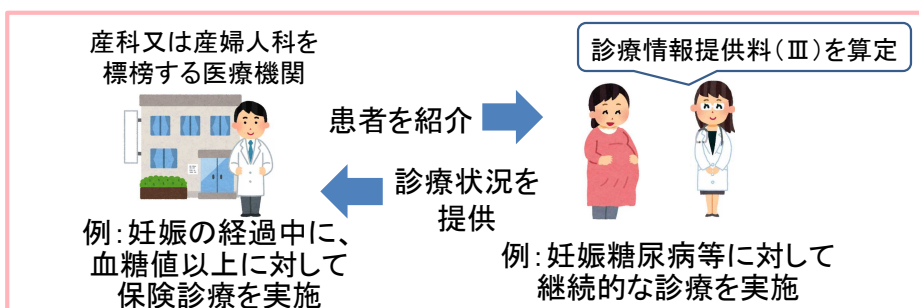 産科又は産婦人科を
標榜する医療機関
診療情報提供料(Ⅲ)を算定
患者を紹介
診療状況を
提供
例:妊娠の経過中に、
血糖値以上に対して
保険診療を実施
例:妊娠糖尿病等に対して
継続的な診療を実施